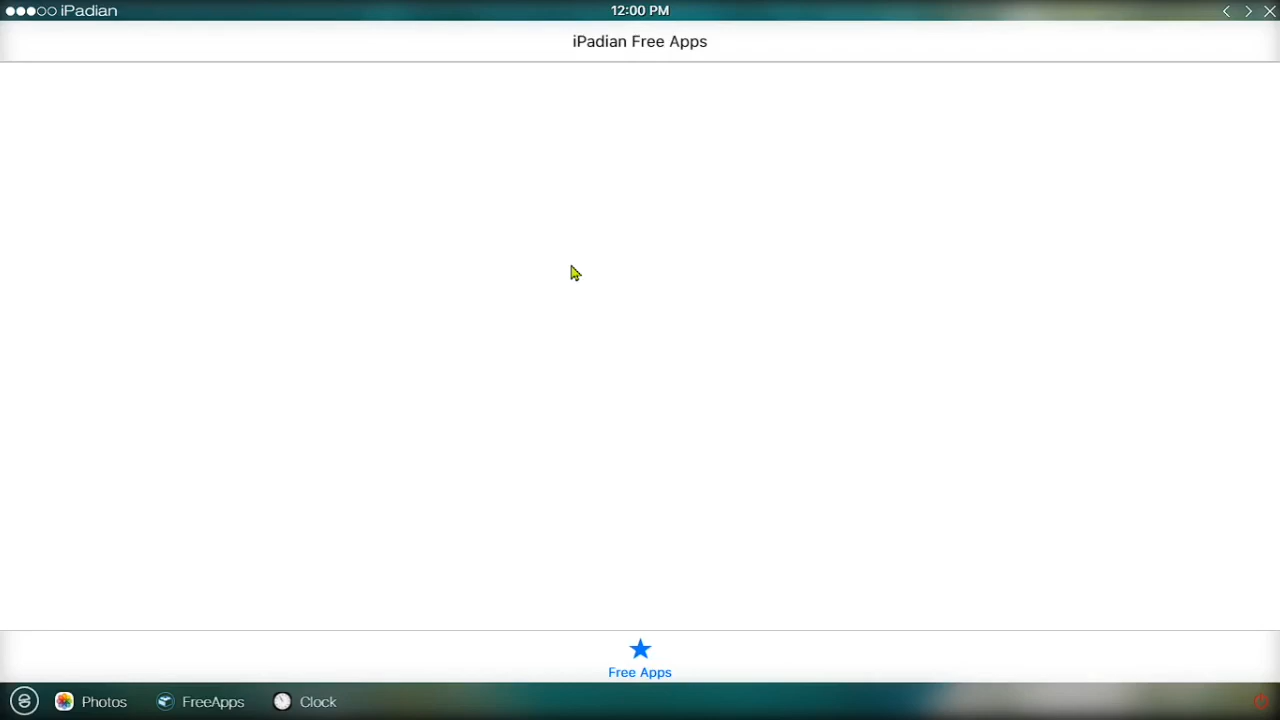 iPadian
12:00 PM
iPadian Free Apps
Free Apps
Photos
FreeApps
Clock